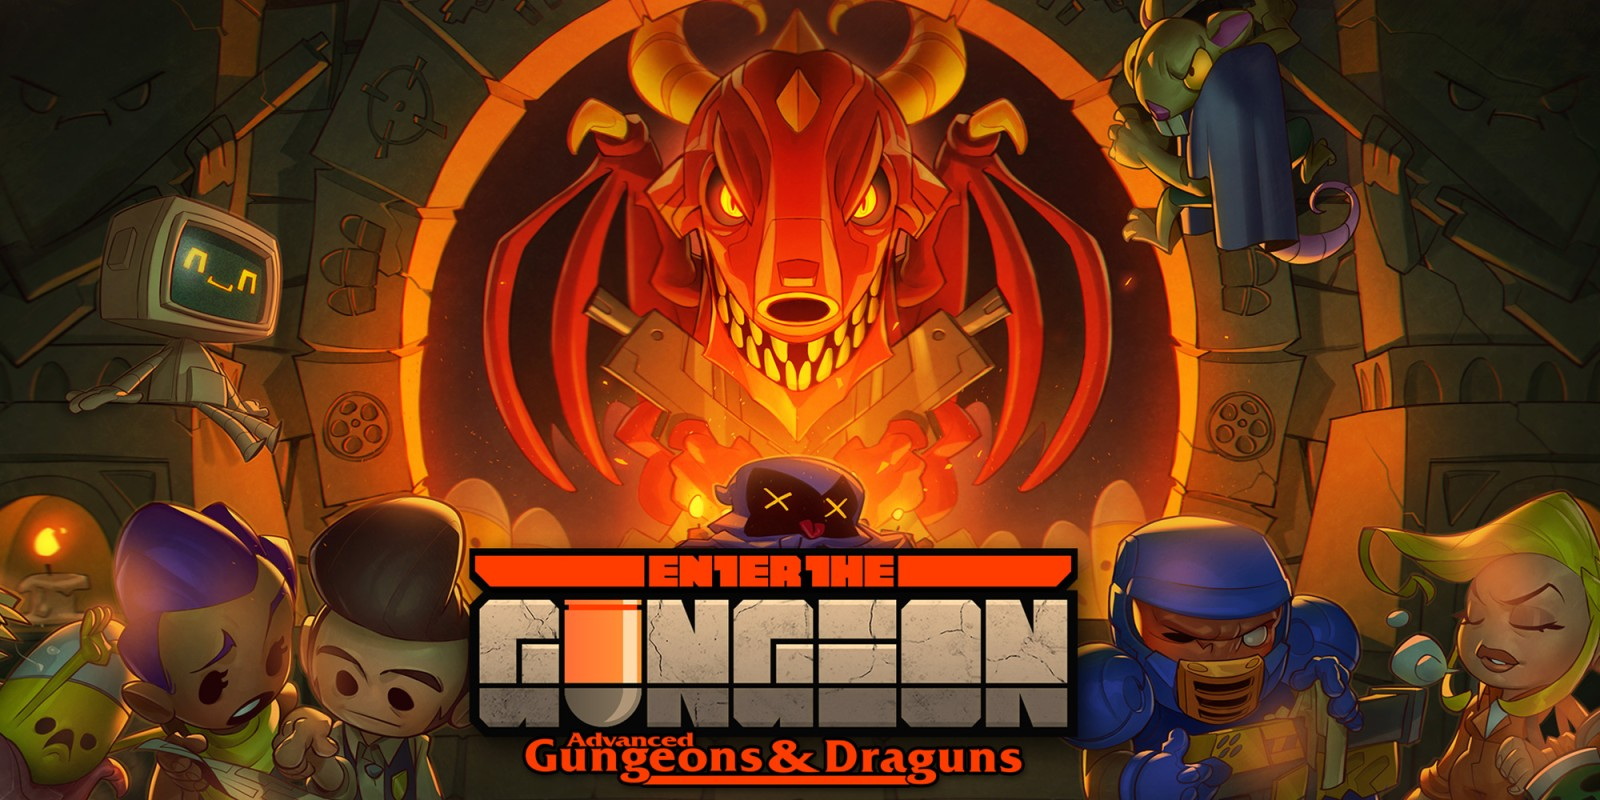 ENTER THE
GUNGEON
Advanced
Gungeons & Draguns